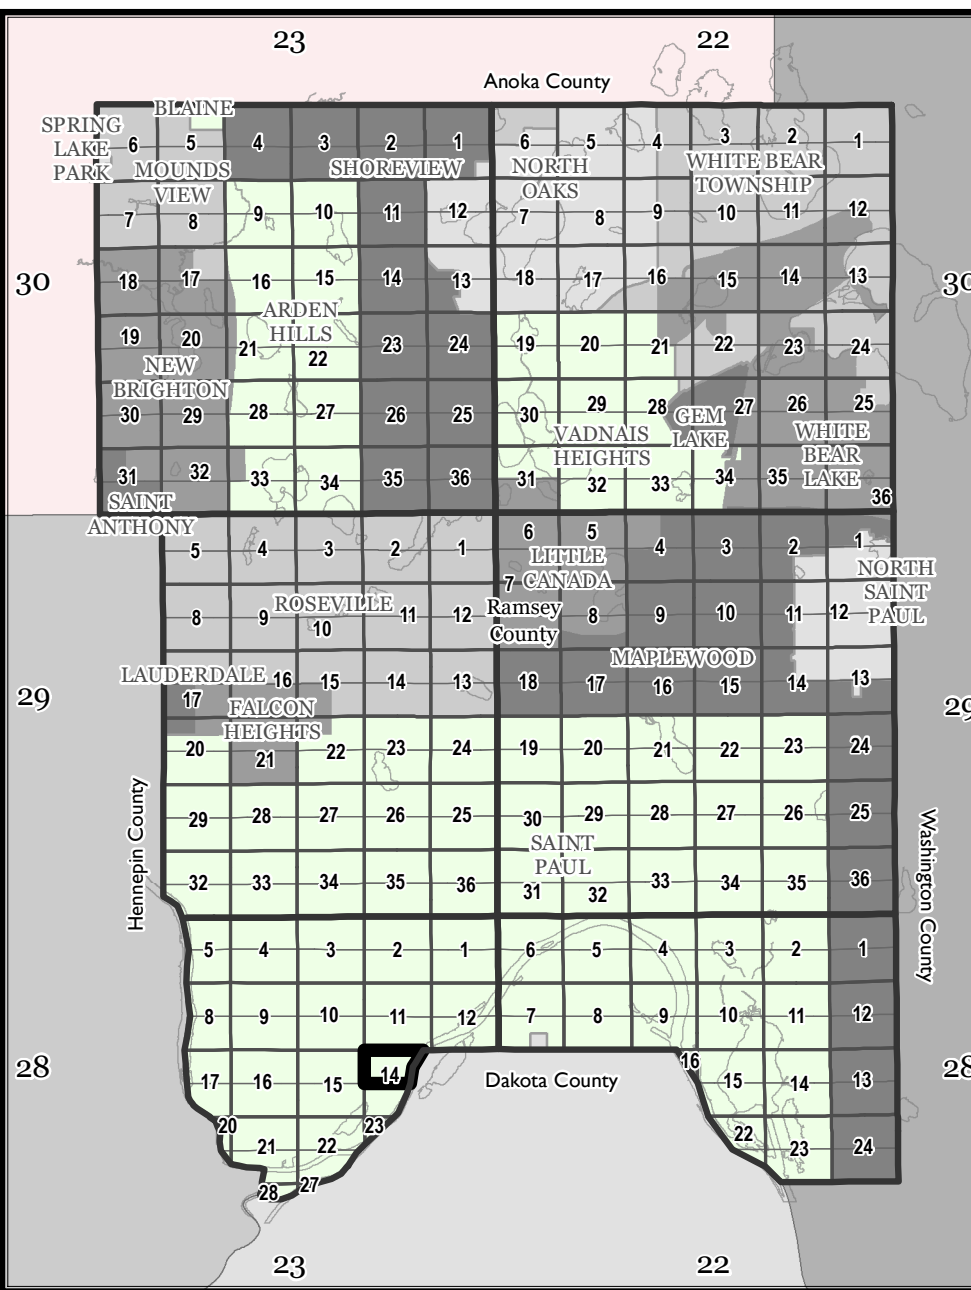 23 22
Anoka County
BLAINE
SPRING
LAKE
PARK
6 5 4 3 2 1 6 5 4 3 2 1
MOUNDS
VIEW
SHOREVIEW
NORTH
OAKS
WHITE BEAR
TOWNSHIP
7 8 9 10 11 12 7 8 9 10 11 12
30 18 17 16 15 14 13 18 17 16 15 14 13 30
ARDEN
HILLS
19 20 21 22 23 24 19 20 21 22 23 24
NEW
BRIGHTON
30 29 28 27 26 25 30 29 28 27 26 25
GEM
LAKE
VADNAIS
HEIGHTS
WHITE
BEAR
LAKE
31 32 33 34 35 36 31 32 33 34 35 36
SAINT
ANTHONY
5 4 3 2 1 6 5 4 3 2 1
LITTLE
CANADA
NORTH
SAINT
PAUL
ROSEVILLE
Ramsey
County
8 9 10 11 12 7 8 9 10 11 12
MAPLEWOOD
LAUDERDALE
29 17 16 15 14 13 18 17 16 15 14 13 29
FALCON
HEIGHTS
20 21 22 23 24 19 20 21 22 23 24
Hennepin County
29 28 27 26 25 30 29 28 27 26 25
Washington County
SAINT
PAUL
32 33 34 35 36 31 32 33 34 35 36
5 4 3 2 1 6 5 4 3 2 1
8 9 10 11 12 7 8 9 10 11 12
28 17 16 15 14 16 15 14 13 28
Dakota County
20 21 22 23 22 23 24
28 27
23 22